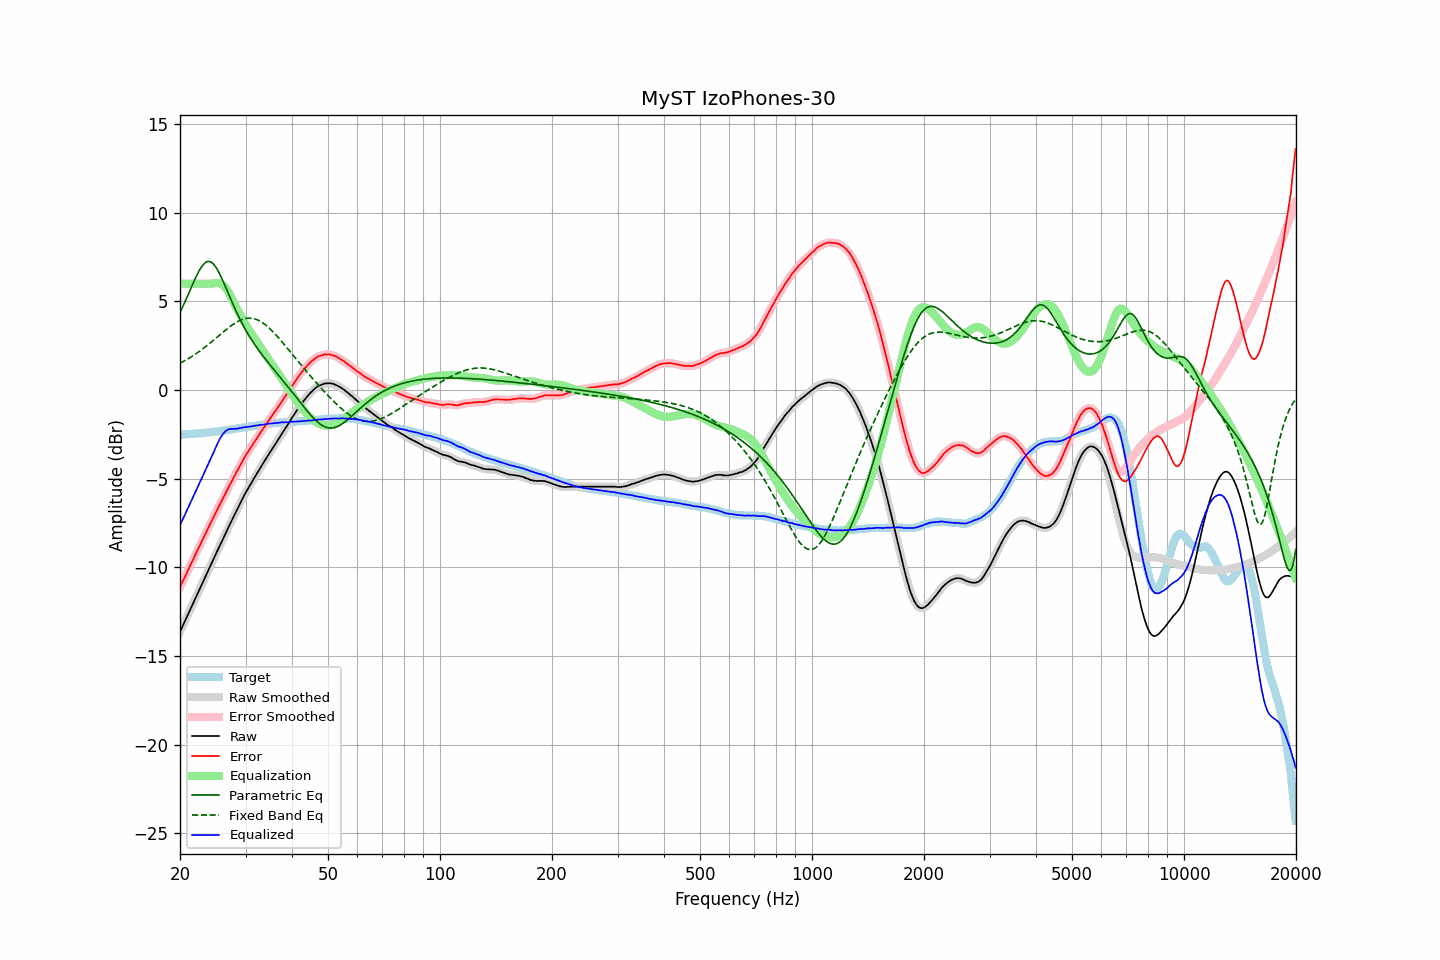 MyST IzoPhones-30
Amplitude (dBr)
15
10
5
0
−5
−10
−15
−20
−25
Target
Raw Smoothed
Error Smoothed
Raw
Error
Equalization
Parametric Eq
Fixed Band Eq
Equalized
20
50
100
200
500
1000
2000
5000
10000
20000
Frequency (Hz)